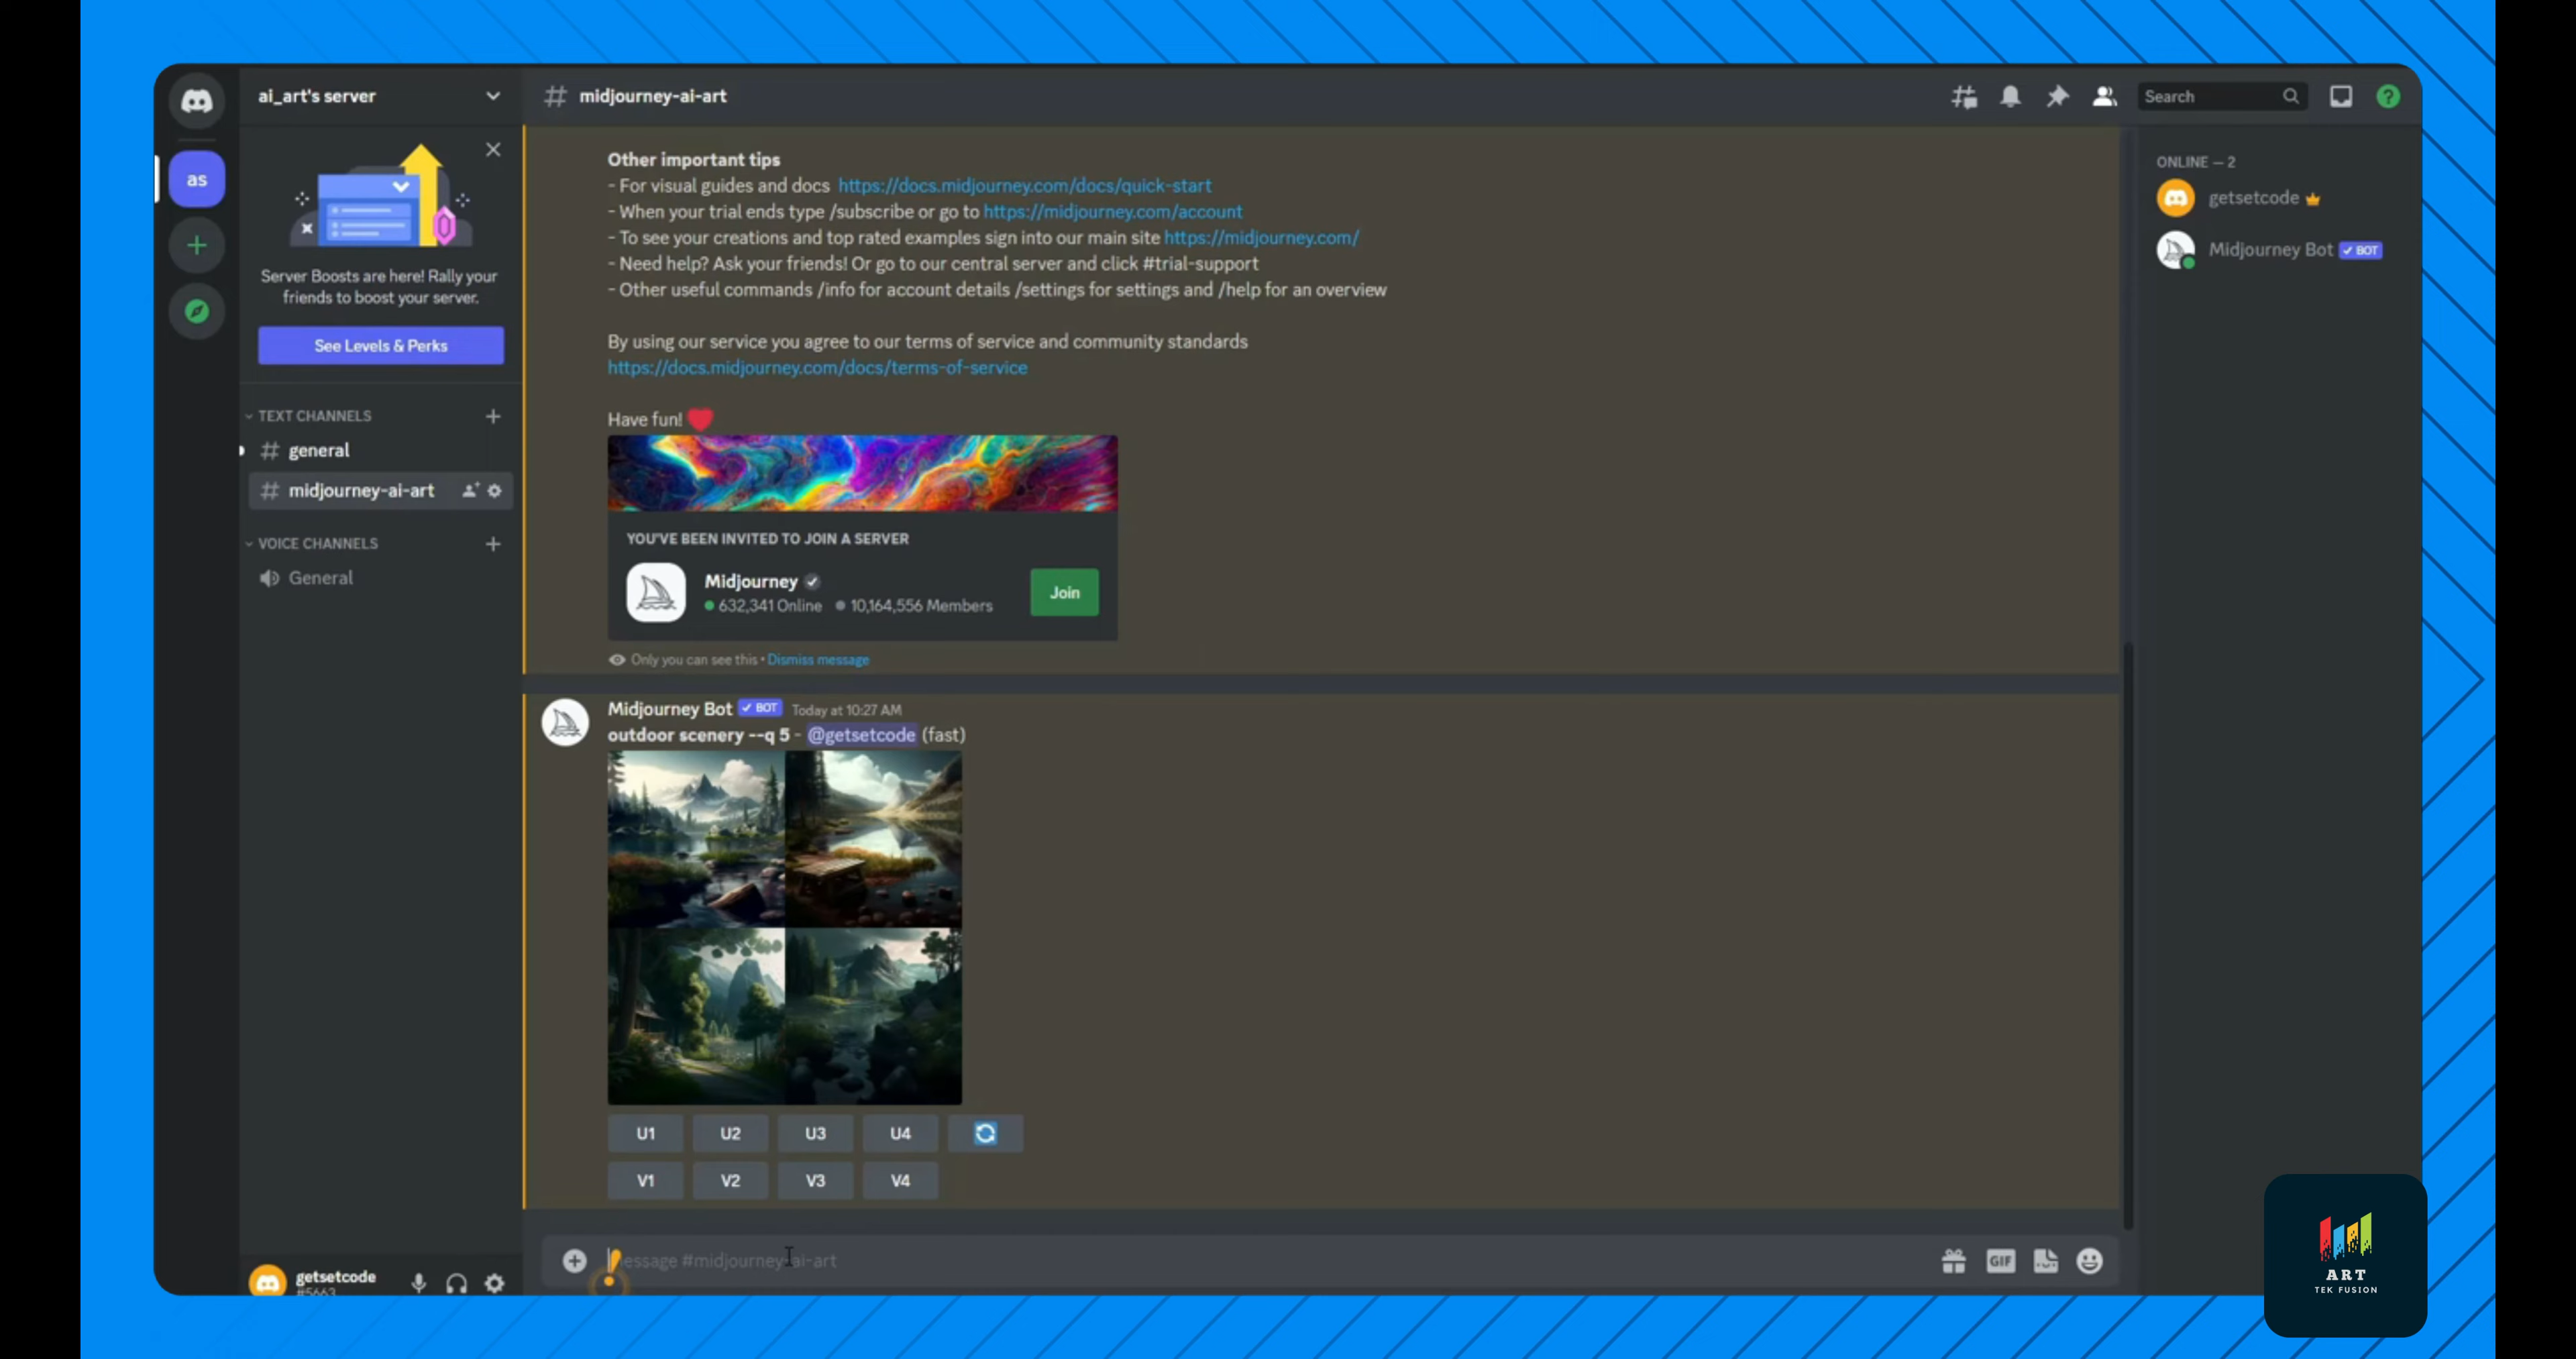 ai_art's server
midjourney-ai-art
Search
as
Server Boosts are here! Rally your
friends to boost your server.
See Levels & Perks
TEXT CHANNELS
general
midjourney-ai-art
VOICE CHANNELS
General
getsetcode
#5663
Other important tips
- For visual guides and docs https://docs.midjourney.com/docs/quick-start
- When your trial ends type /subscribe or go to https://midjourney.com/account
- To see your creations and top rated examples sign into our main site https://midjourney.com/
- Need help? Ask your friends! Or go to our central server and click #trial-support
- Other useful commands /info for account details /settings for settings and /help for an overview
By using our service you agree to our terms of service and community standards
https://docs.midjourney.com/docs/terms-of-service
Have fun!
YOU'VE BEEN INVITED TO JOIN A SERVER
Midjourney
632,341 Online 10,164,556 Members
Join
Only you can see this • Dismiss message
Midjourney Bot BOT Today at 10:27 AM
outdoor scenery --q 5 - @getsetcode (fast)
U1 U2 U3 U4
V1 V2 V3 V4
essage #midjourney-ai-art
GIF
ONLINE — 2
getsetcode
Midjourney Bot BOT
ART
TEK FUSION